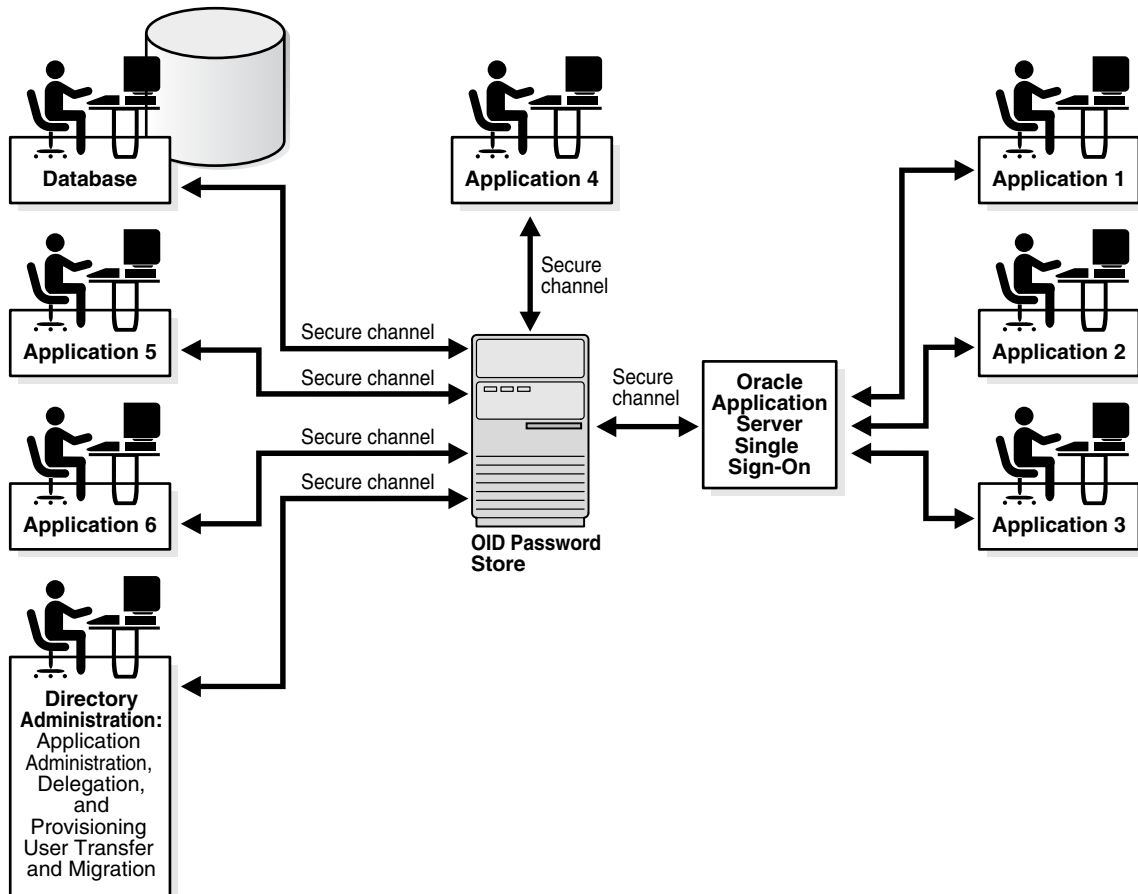 Database
Application 4
Application 1
Secure
channel
Application 5
Secure channel
Application 2
Secure channel
Secure
channel
Oracle
Application
Server
Single
Sign-On
Secure channel
Application 6
Secure channel
Application 3
OID Password
Store
Directory
Administration:
Application
Administration,
Delegation,
and
Provisioning
User Transfer
and Migration